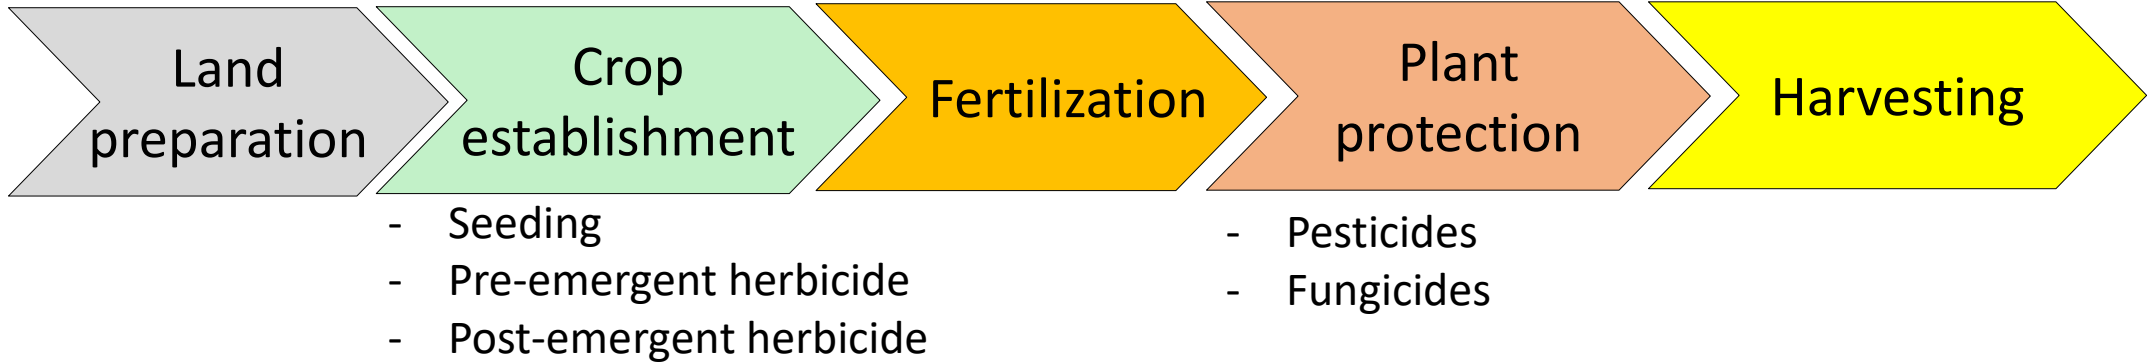 Land
preparation
Crop
establishment
Fertilization
Plant
protection
Harvesting
- Seeding
- Pre-emergent herbicide
- Post-emergent herbicide
- Pesticides
- Fungicides